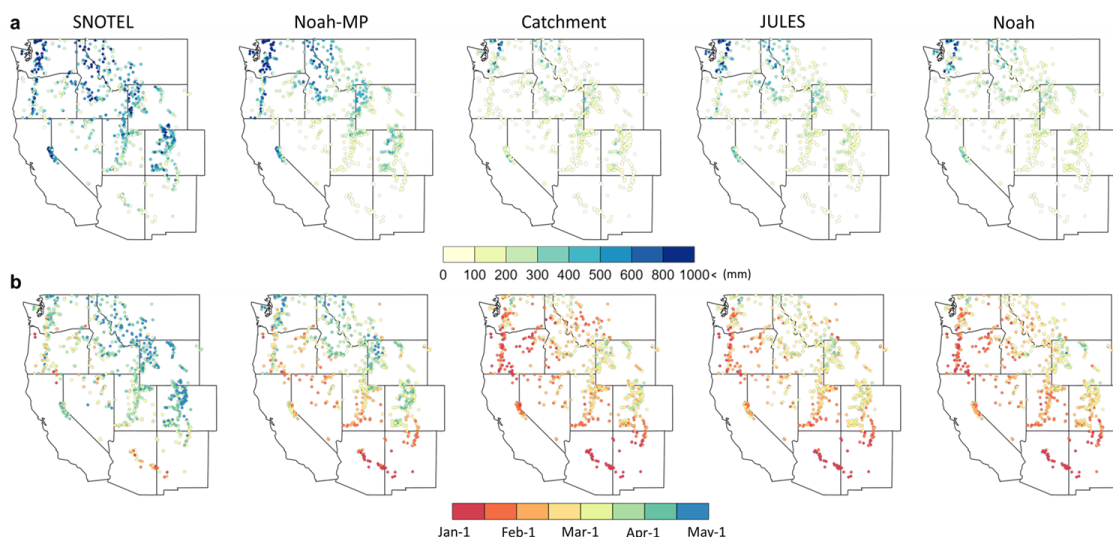 SNOTEL Noah-MP Catchment JULES Noah
a
0 100 200 300 400 500 600 800 1000< (mm)
b
Jan-1 Feb-1 Mar-1 Apr-1 May-1